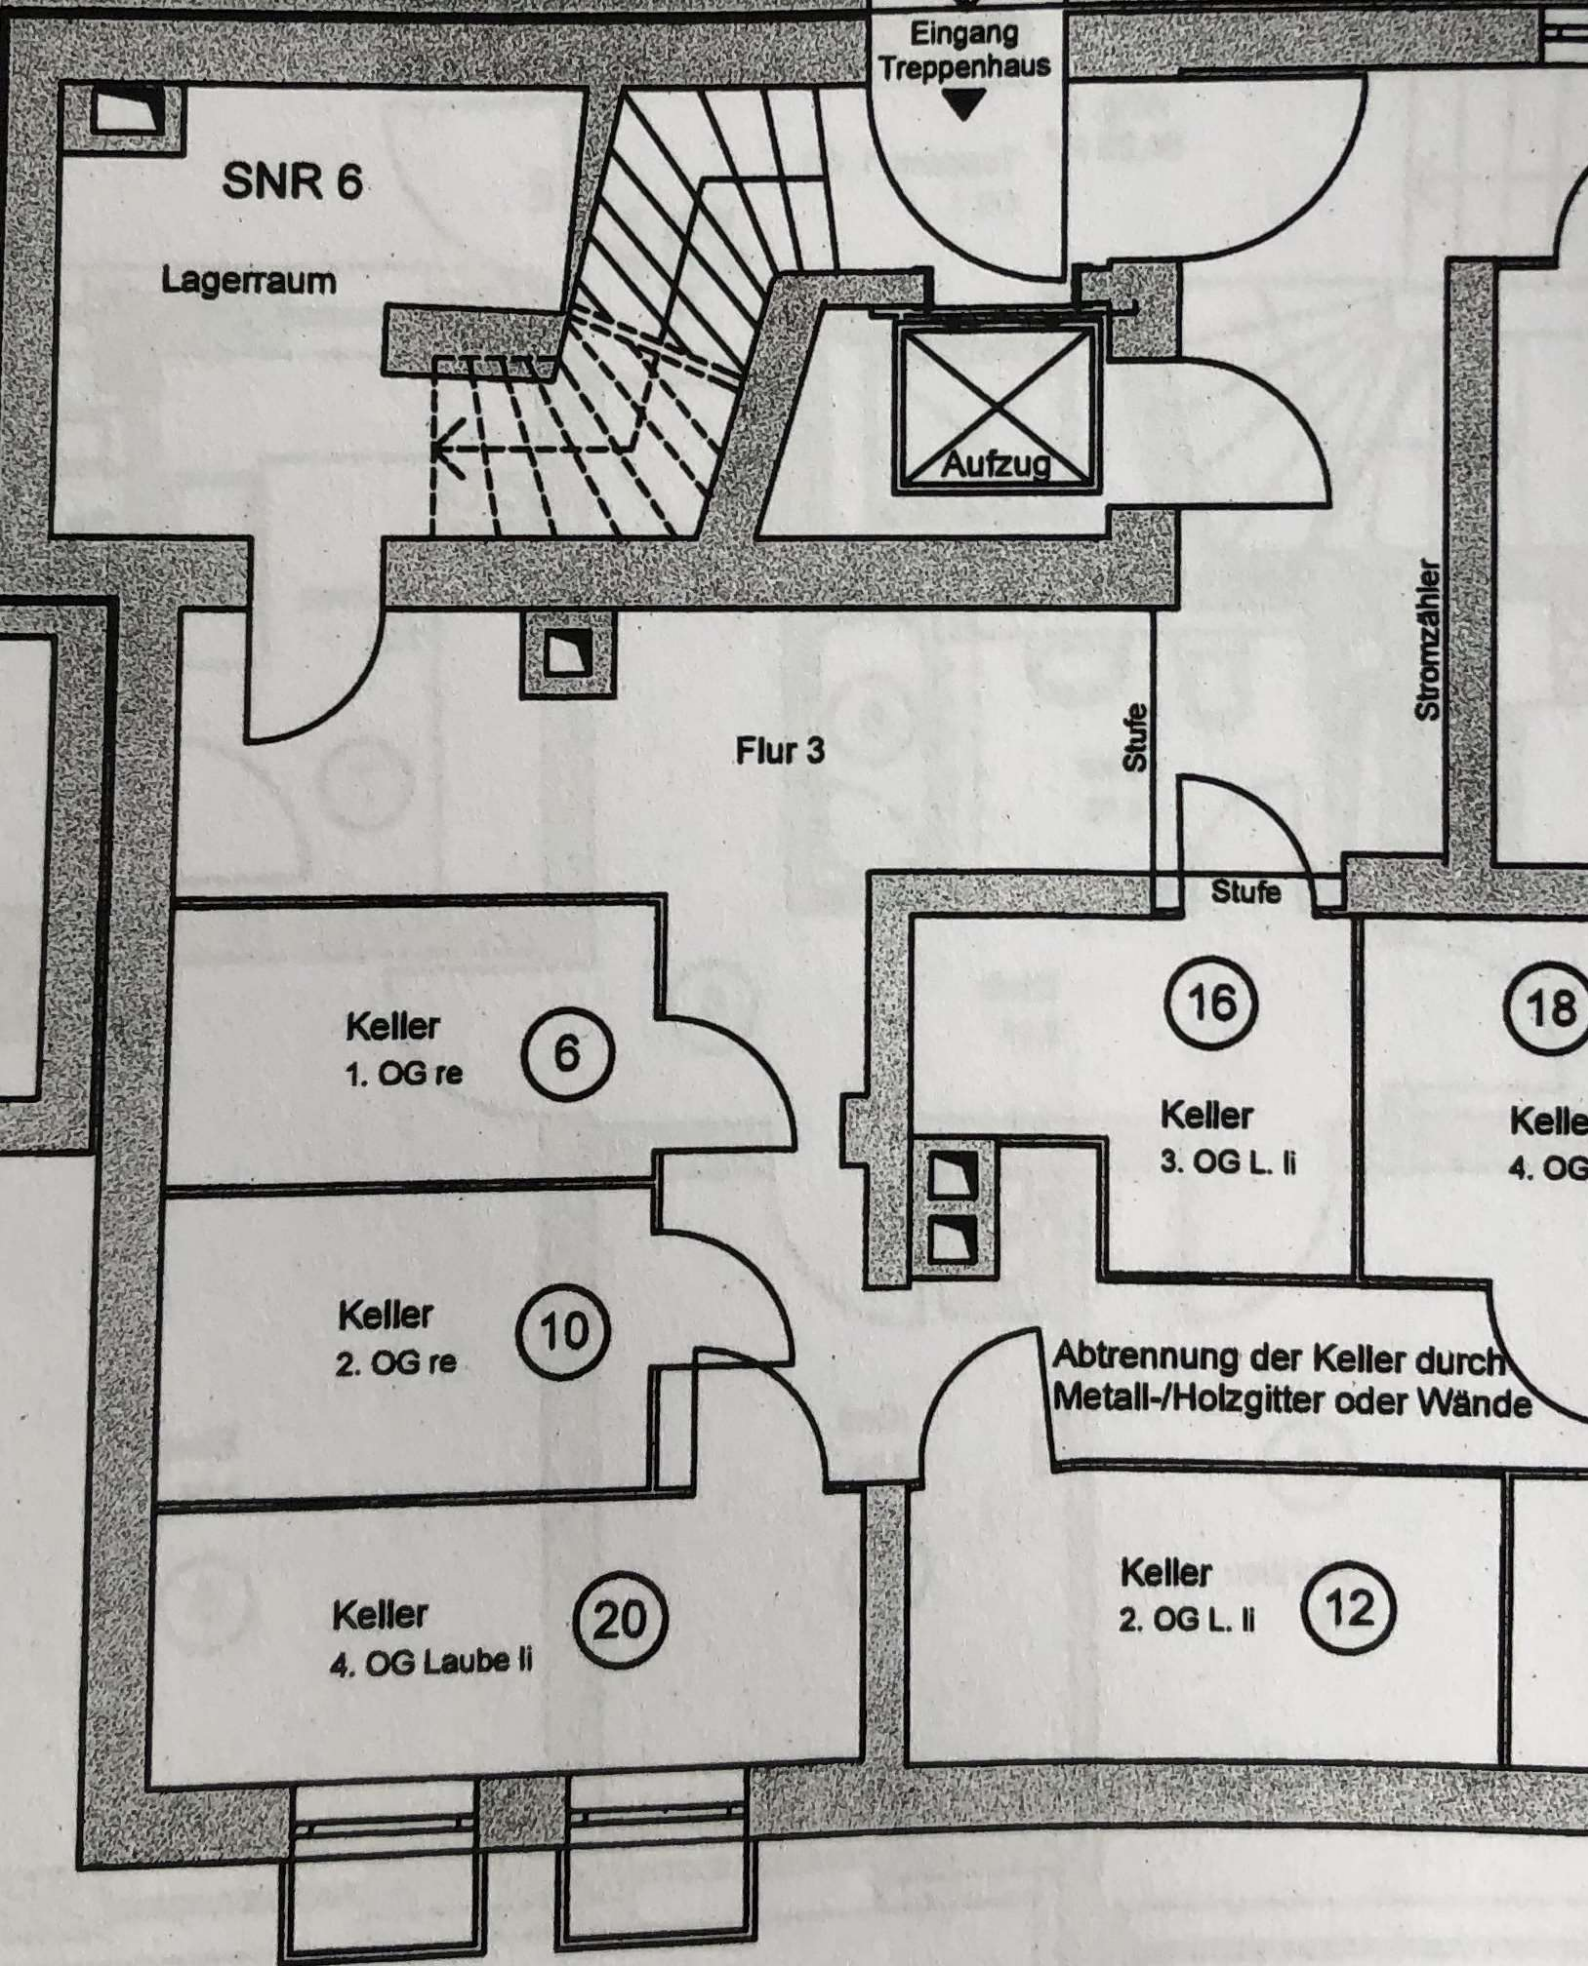 Eingang
Treppenhaus
SNR 6
Lagerraum
Aufzug
Stromzähler
Stufe
Flur 3
Stufe
16
18
Keller
1. OG re
6
Keller
3. OG L. li
Kelle
4. OG
Keller
2. OG re
10
Abtrennung der Keller durch
Metall-/Holzgitter oder Wände
Keller
4. OG Laube li
20
Keller
2. OG L. li
12